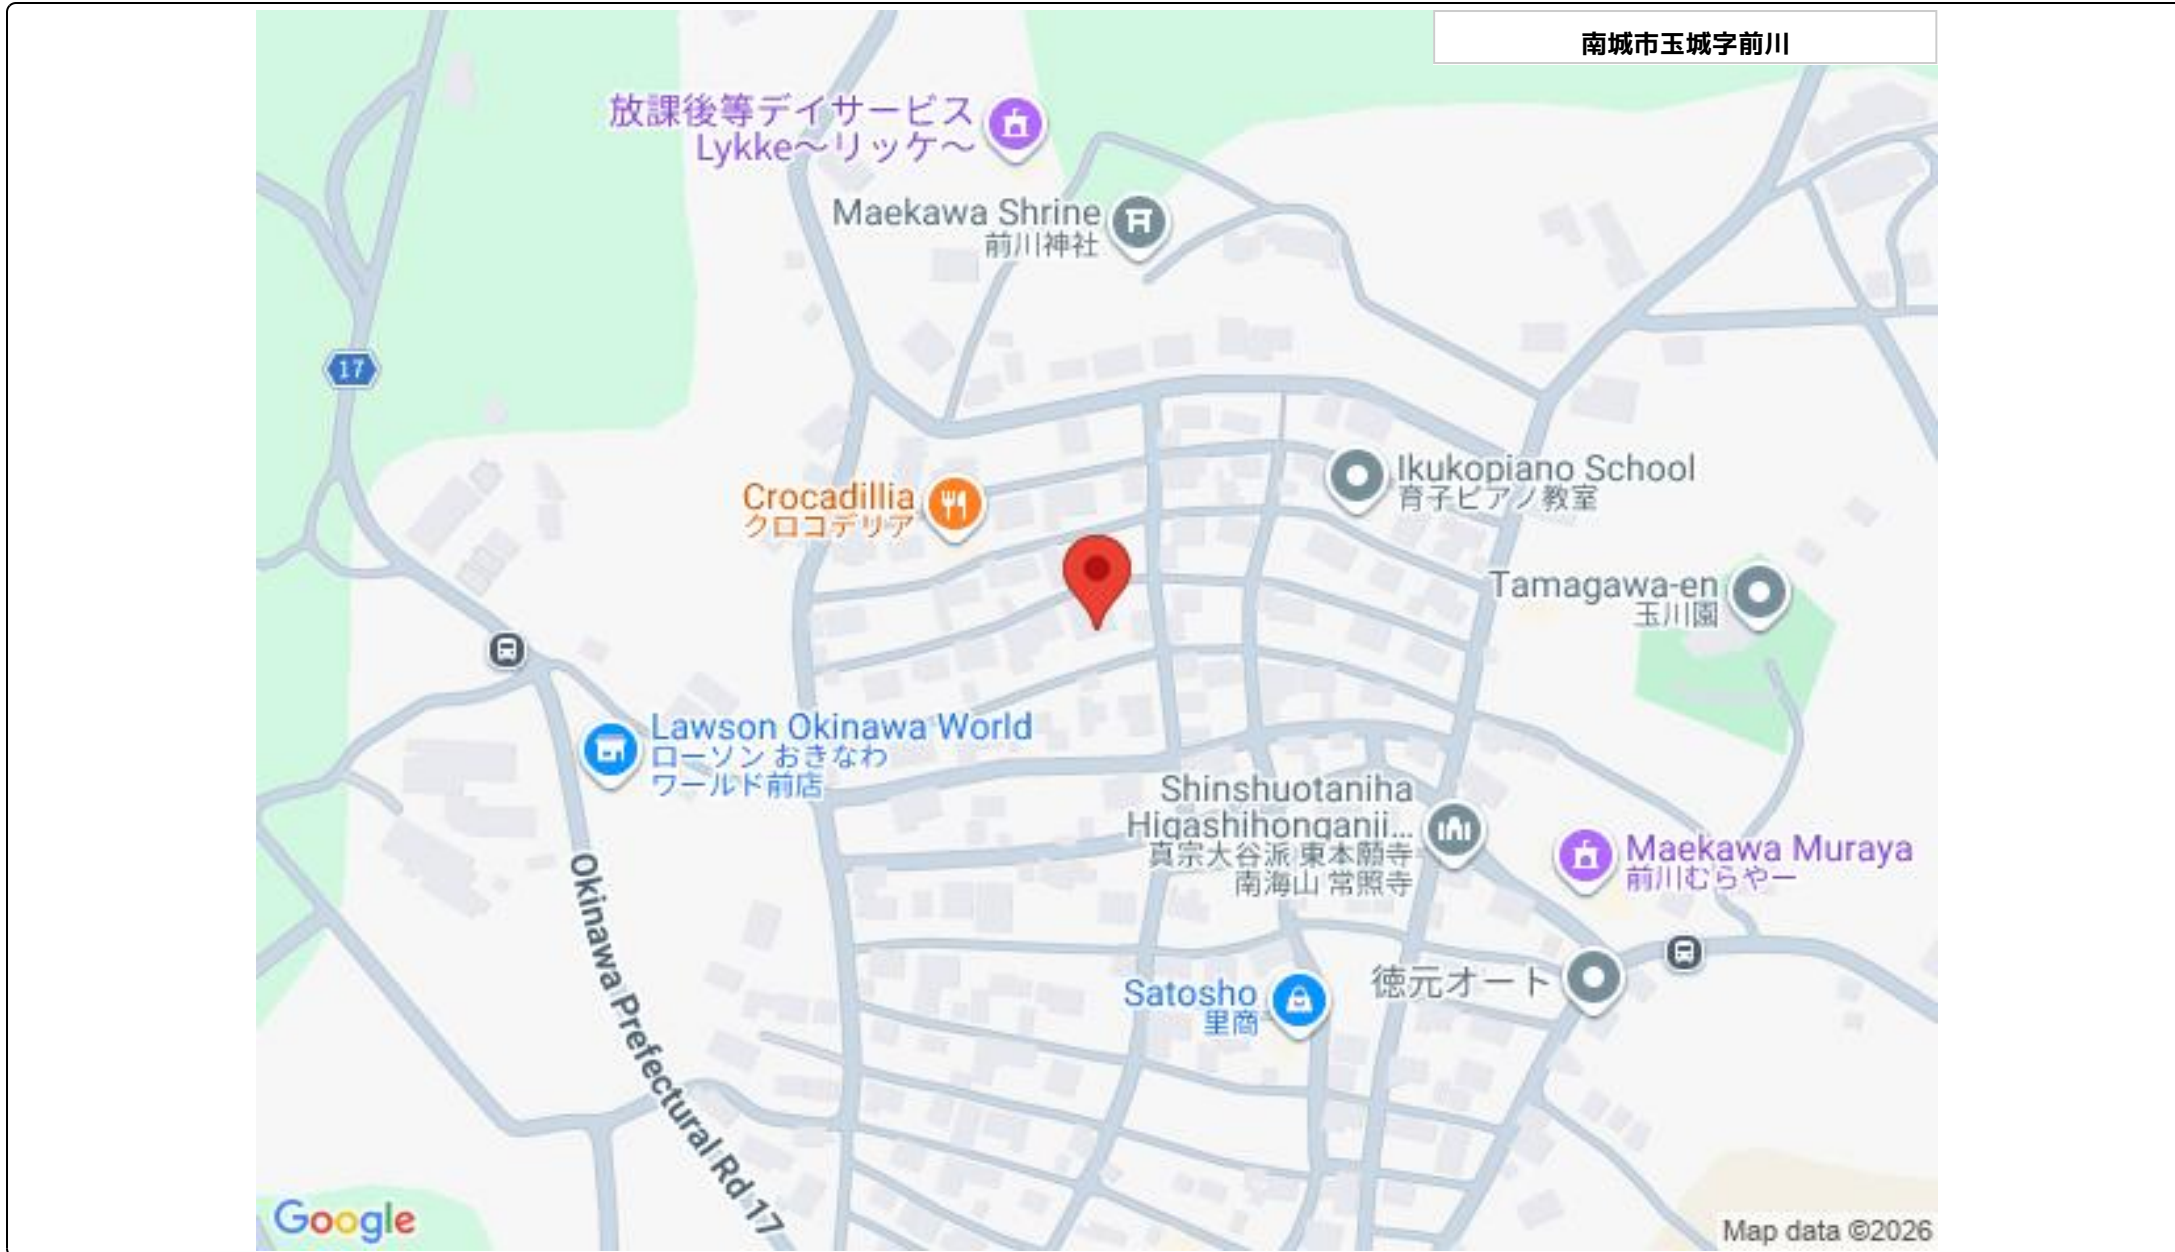 南城市玉城字前川
放課後等デイサービス
Lykke～リッケ～
Maekawa Shrine
前川神社
17
Crocadillia
クロコデリア
Ikukopiano School
育子ピアノ教室
Tamagawa-en
玉川園
Lawson Okinawa World
ローソン おきなわ
ワールド前店
Shinshuotaniha
Higashihonganji...
真宗大谷派 東本願寺
南海山 常照寺
Maekawa Muraya
前川むらやー
Okinawa Prefectural Rd 17
Satosho
里商
徳元オート
Google
Map data ©2026